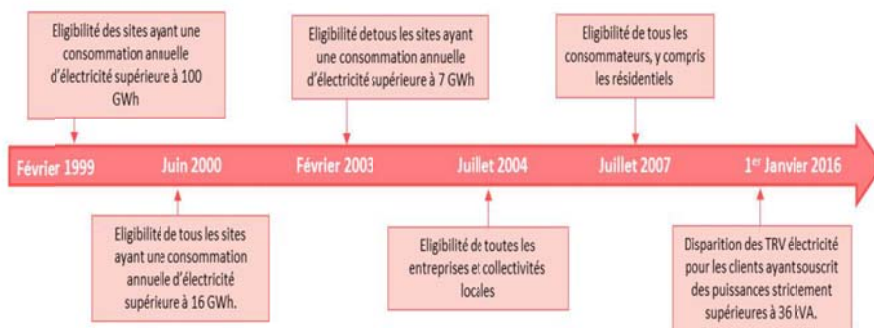 Eligibilité des sites ayant une
consommation annuelle
d'électricité supérieure à 100
GWh
Eligibilité de tous les sites ayant
une consommation annuelle
d'électricité supérieure à 7 GWh
Eligibilité de tous les
consommateurs, y compris
les résidentiels
Février 1999
Juin 2000
Février 2003
Juillet 2004
Juillet 2007
1er Janvier 2016
Eligibilité de tous les sites
ayant une consommation
annuelle d'électricité
supérieure à 16 GWh.
Eligibilité de toutes les
entreprises et collectivités
locales
Disparition des TRV électricité
pour les clients ayant souscrit
des puissances strictement
supérieures à 36 kVA.